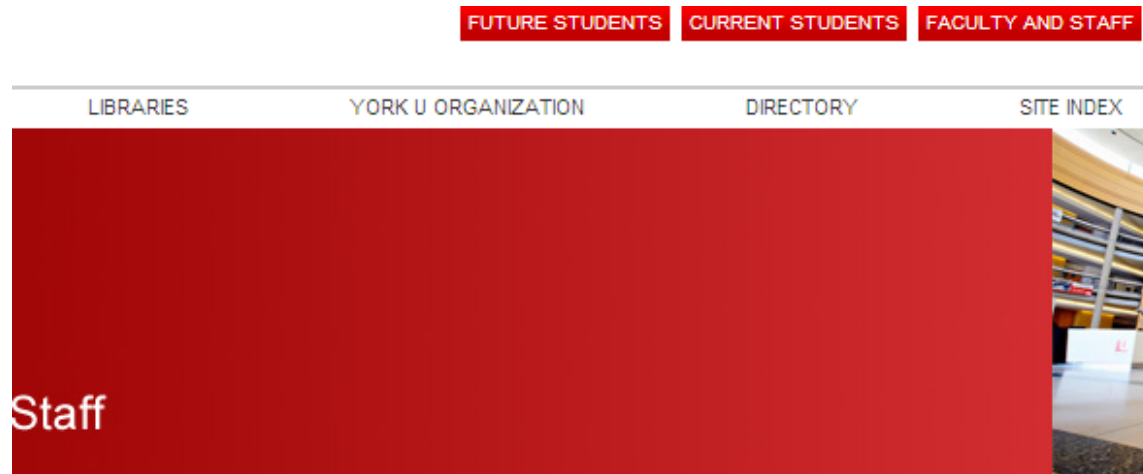 FUTURE STUDENTS CURRENT STUDENTS FACULTY AND STAFF
LIBRARIES YORK U ORGANIZATION DIRECTORY SITE INDEX
Staff